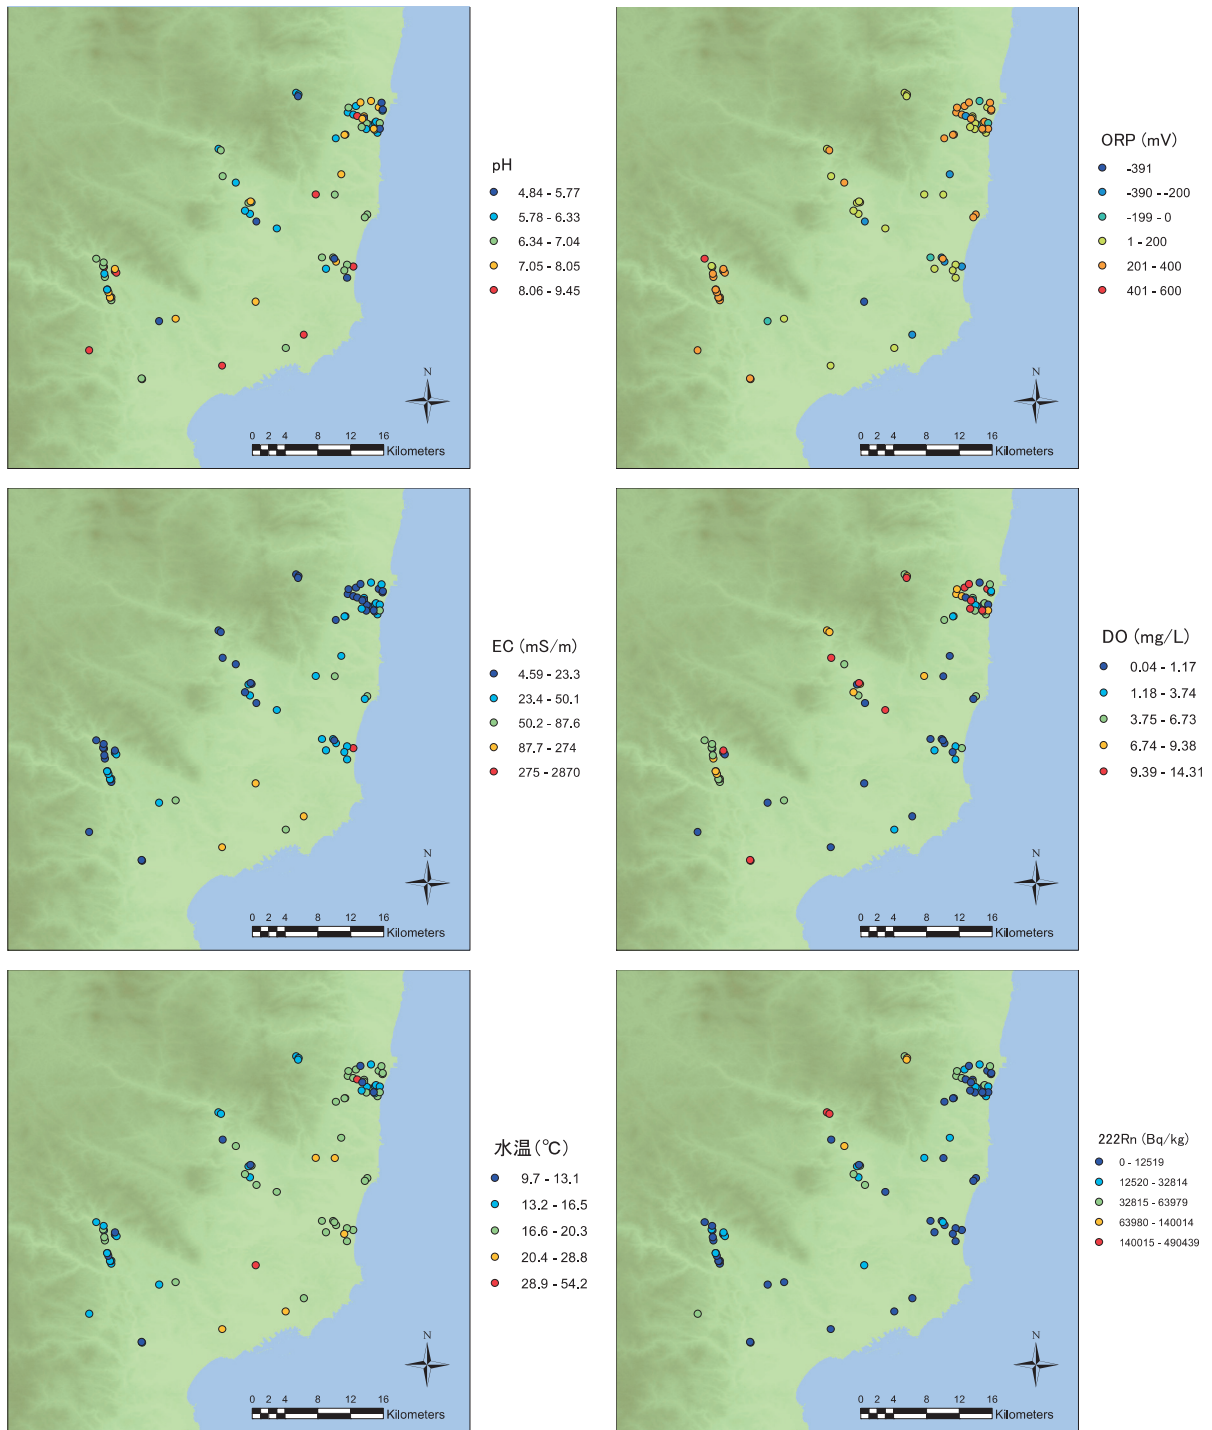 pH
4.84 - 5.77
5.78 - 6.33
6.34 - 7.04
7.05 - 8.05
8.06 - 9.45
N
0 2 4 8 12 16
Kilometers
ORP (mV)
-391
-390 - -200
-199 - 0
1 - 200
201 - 400
401 - 600
N
0 2 4 8 12 16
Kilometers
EC (mS/m)
4.59 - 23.3
23.4 - 50.1
50.2 - 87.6
87.7 - 274
275 - 2870
N
0 2 4 8 12 16
Kilometers
DO (mg/L)
0.04 - 1.17
1.18 - 3.74
3.75 - 6.73
6.74 - 9.38
9.39 - 14.31
N
0 2 4 8 12 16
Kilometers
水温(℃)
9.7 - 13.1
13.2 - 16.5
16.6 - 20.3
20.4 - 28.8
28.9 - 54.2
N
0 2 4 8 12 16
Kilometers
222Rn (Bq/kg)
0 - 12519
12520 - 32814
32815 - 63979
63980 - 140014
140015 - 490439
N
0 2 4 8 12 16
Kilometers